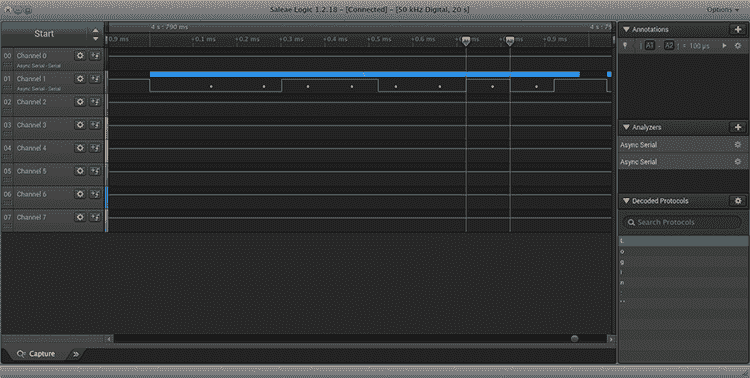 Saleae Logic 1.2.18 – [Connected] – [50 kHz Digital, 20 s]
Options
Start
4 s : 790 ms
4 s : 79
0.9 ms
+0.1 ms
+0.2 ms
+0.3 ms
+0.4 ms
+0.5 ms
+0.6 ms
+0.9 ms
Annotations
A1 - A2 = 100 µs
00 Channel 0
Async Serial - Serial
01 Channel 1
Async Serial - Serial
02 Channel 2
03 Channel 3
04 Channel 4
05 Channel 5
06 Channel 6
07 Channel 7
Analyzers
Async Serial
Async Serial
Decoded Protocols
Search Protocols
L
o
g
i
n
Capture